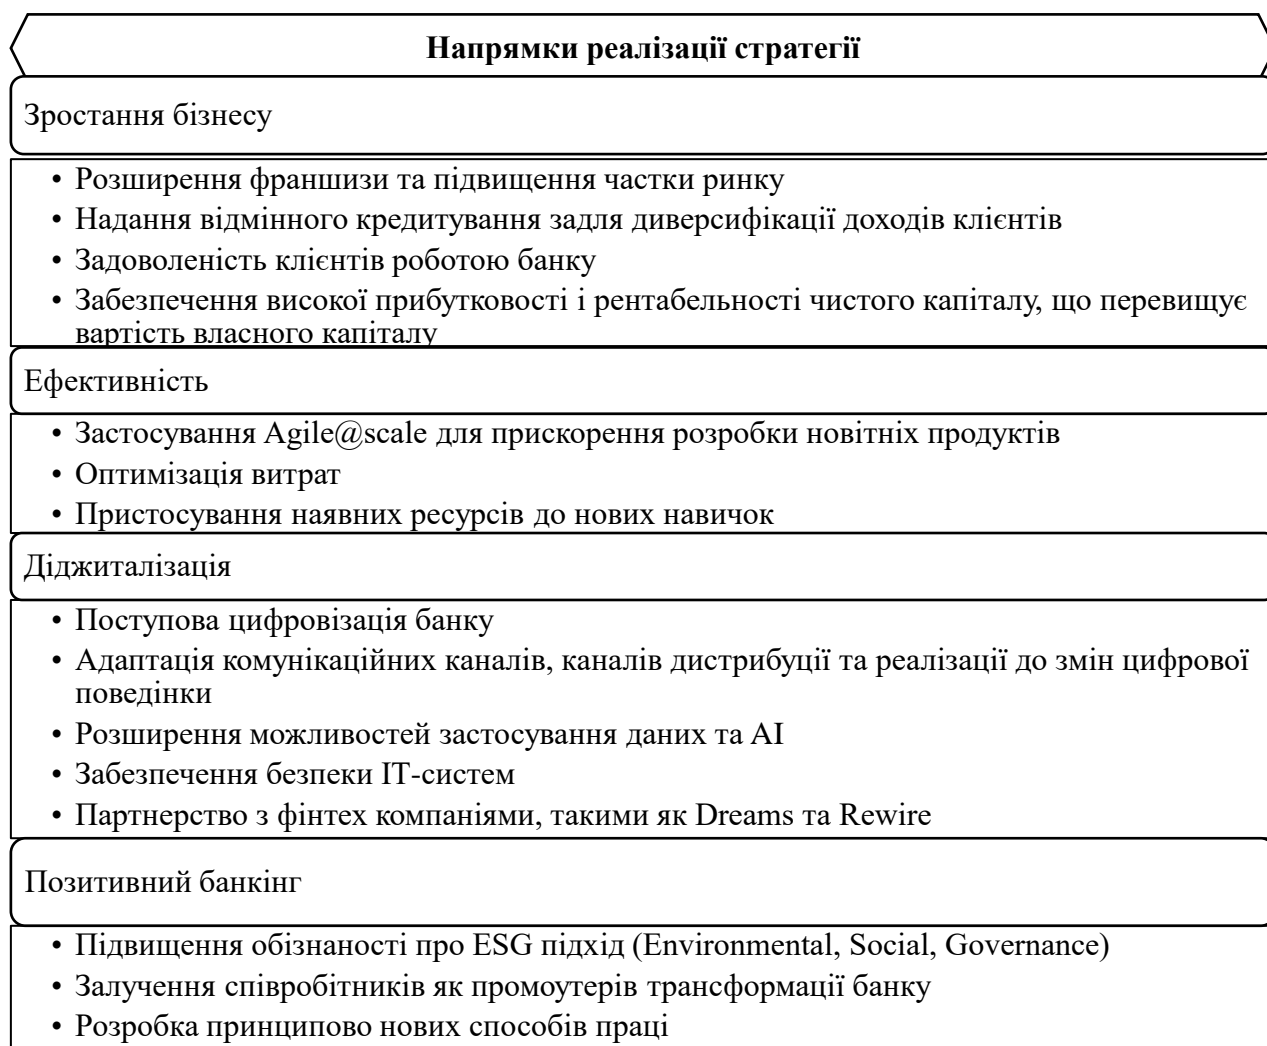 Напрямки реалізації стратегії
Зростання бізнесу
• Розширення франшизи та підвищення частки ринку
• Надання відмінного кредитування задля диверсифікації доходів клієнтів
• Задоволеність клієнтів роботою банку
• Забезпечення високої прибутковості і рентабельності чистого капіталу, що перевищує
вартість власного капіталу
Ефективність
• Застосування Agile@scale для прискорення розробки новітніх продуктів
• Оптимізація витрат
• Пристосування наявних ресурсів до нових навичок
Діджиталізація
• Поступова цифровізація банку
• Адаптація комунікаційних каналів, каналів дистрибуції та реалізації до змін цифрової
поведінки
• Розширення можливостей застосування даних та AI
• Забезпечення безпеки ІТ-систем
• Партнерство з фінтех компаніями, такими як Dreams та Rewire
Позитивний банкінг
• Підвищення обізнаності про ESG підхід (Environmental, Social, Governance)
• Залучення співробітників як промоутерів трансформації банку
• Розробка принципово нових способів праці